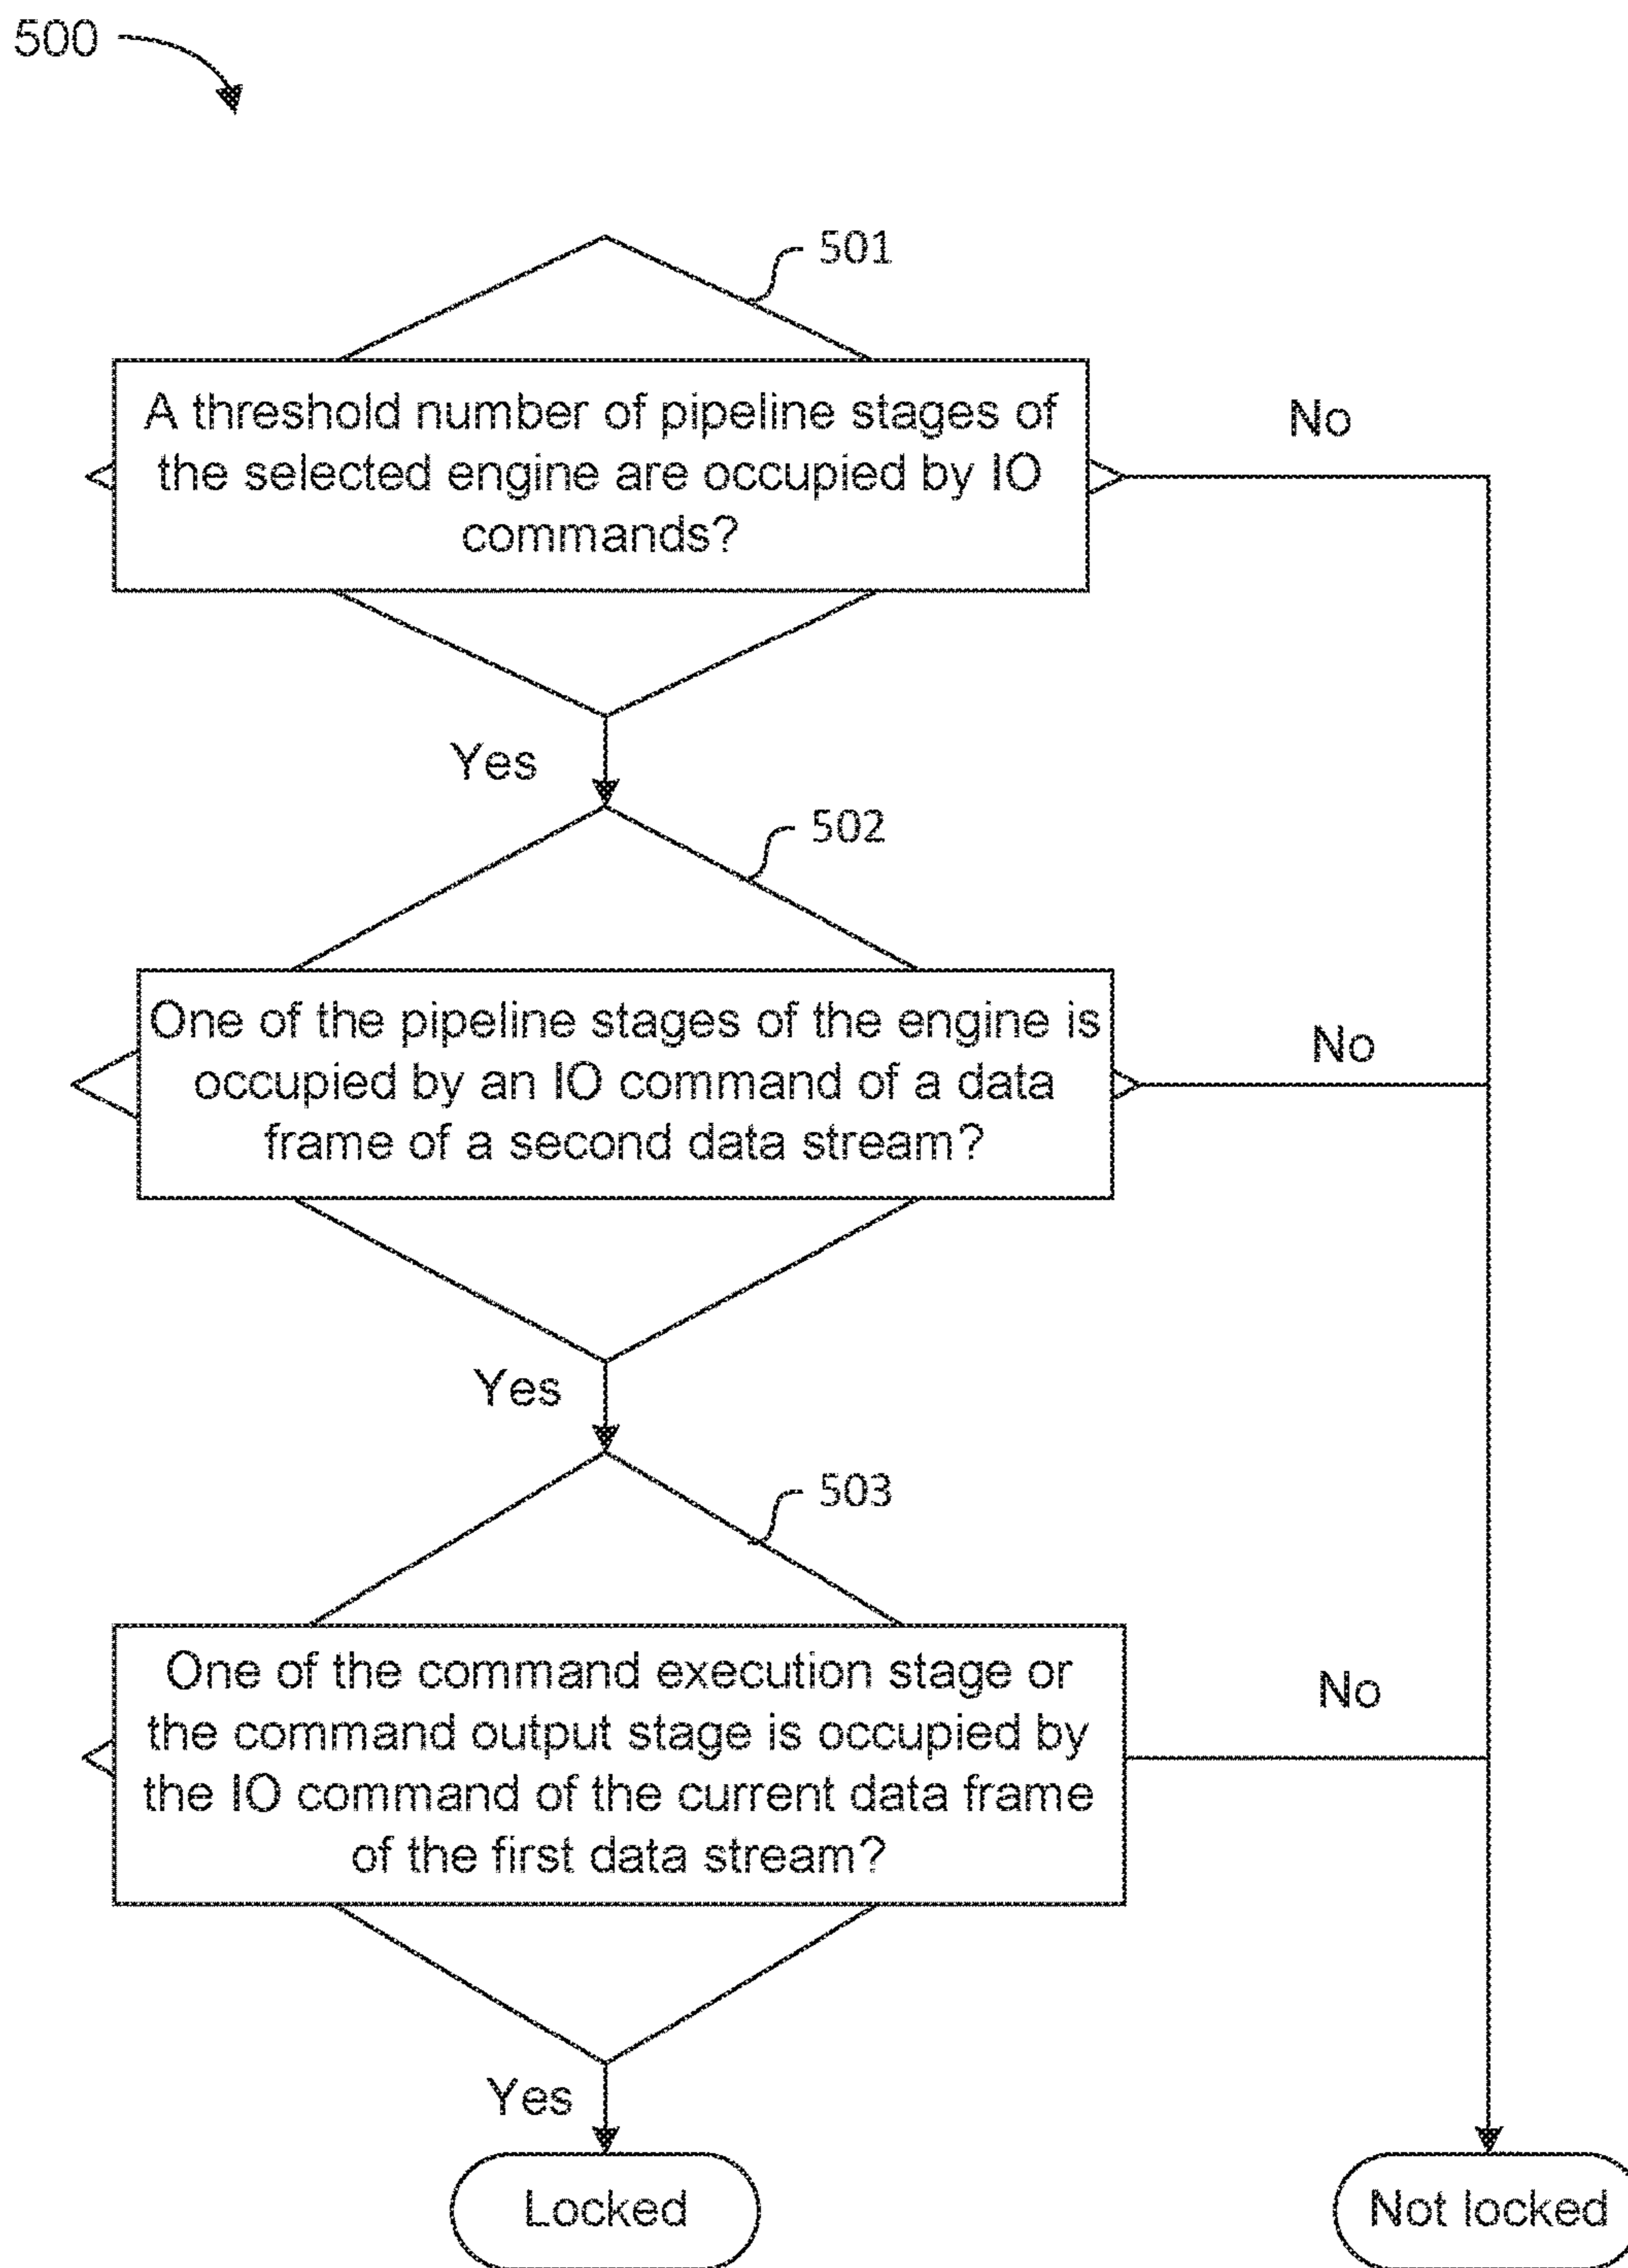 500
501
A threshold number of pipeline stages of
the selected engine are occupied by IO
commands?
No
Yes
502
One of the pipeline stages of the engine is
occupied by an IO command of a data
frame of a second data stream?
No
Yes
503
One of the command execution stage or
the command output stage is occupied by
the IO command of the current data frame
of the first data stream?
No
Yes
Locked
Not locked